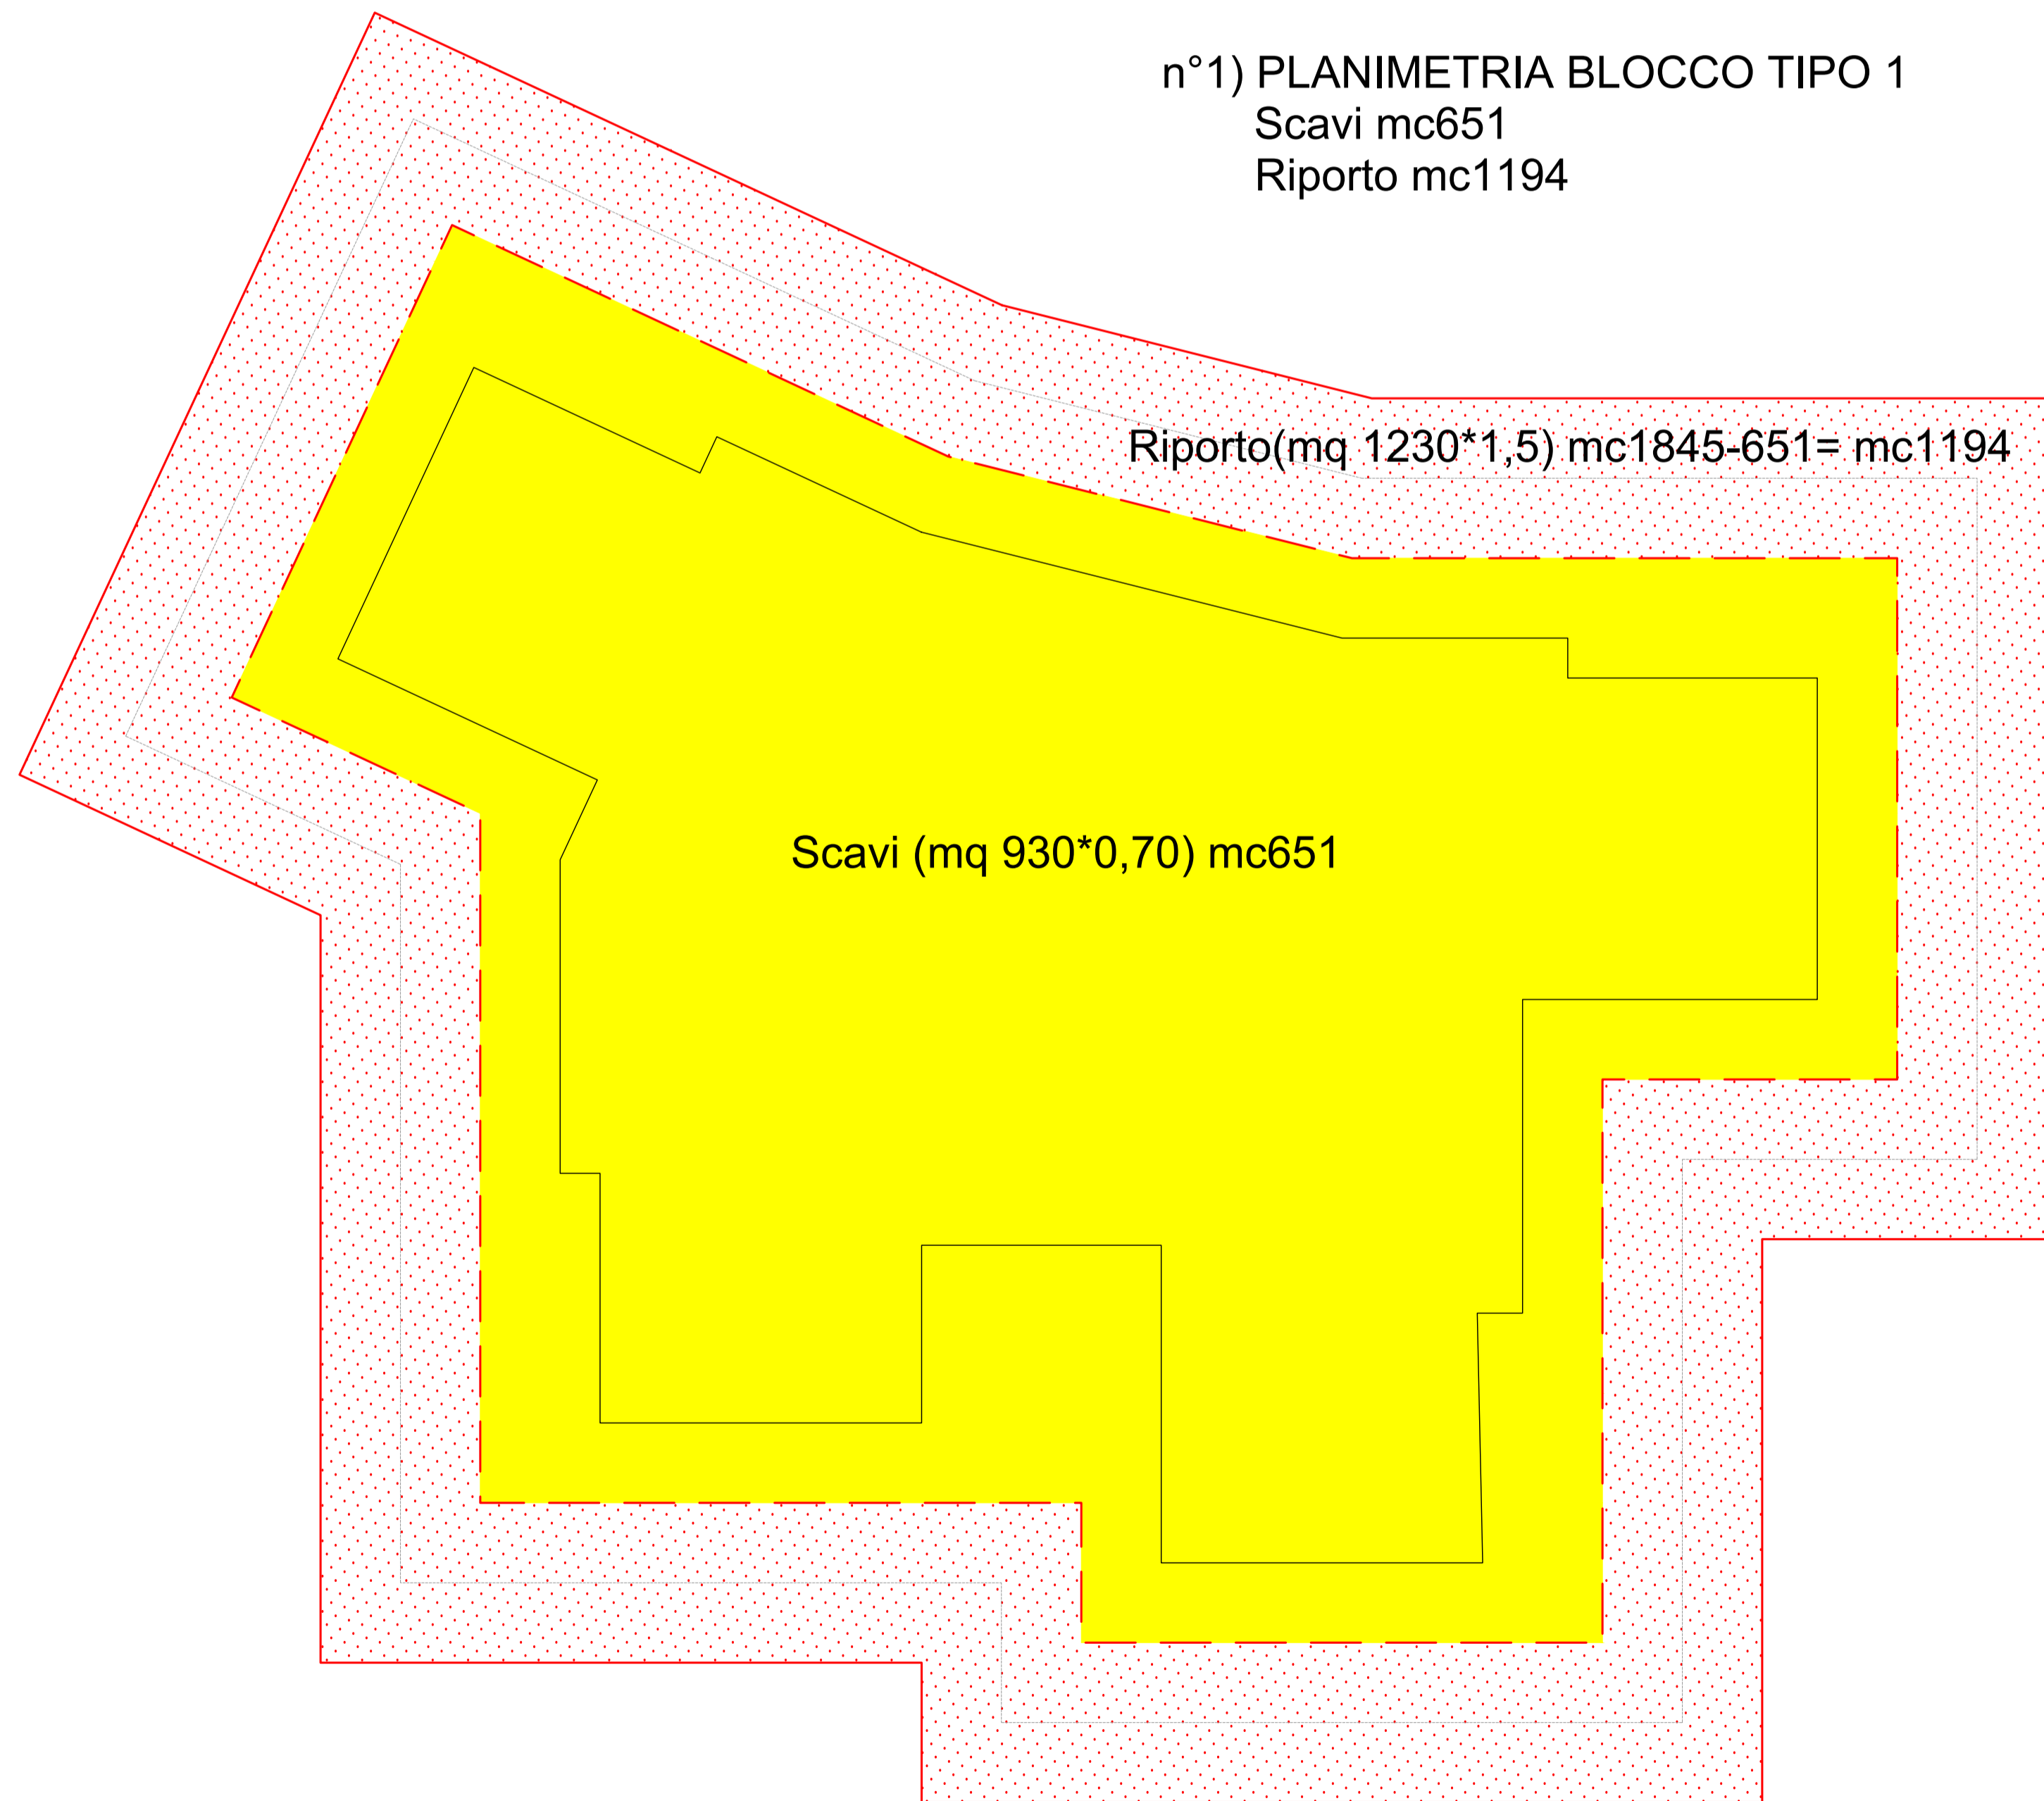 n°1) PLANIMETRIA BLOCCO TIPO 1
Scavi mc651
Riporto mc1194
Riporto(mq 1230*1,5) mc1845-651= mc1194
Scavi (mq 930*0,70) mc651